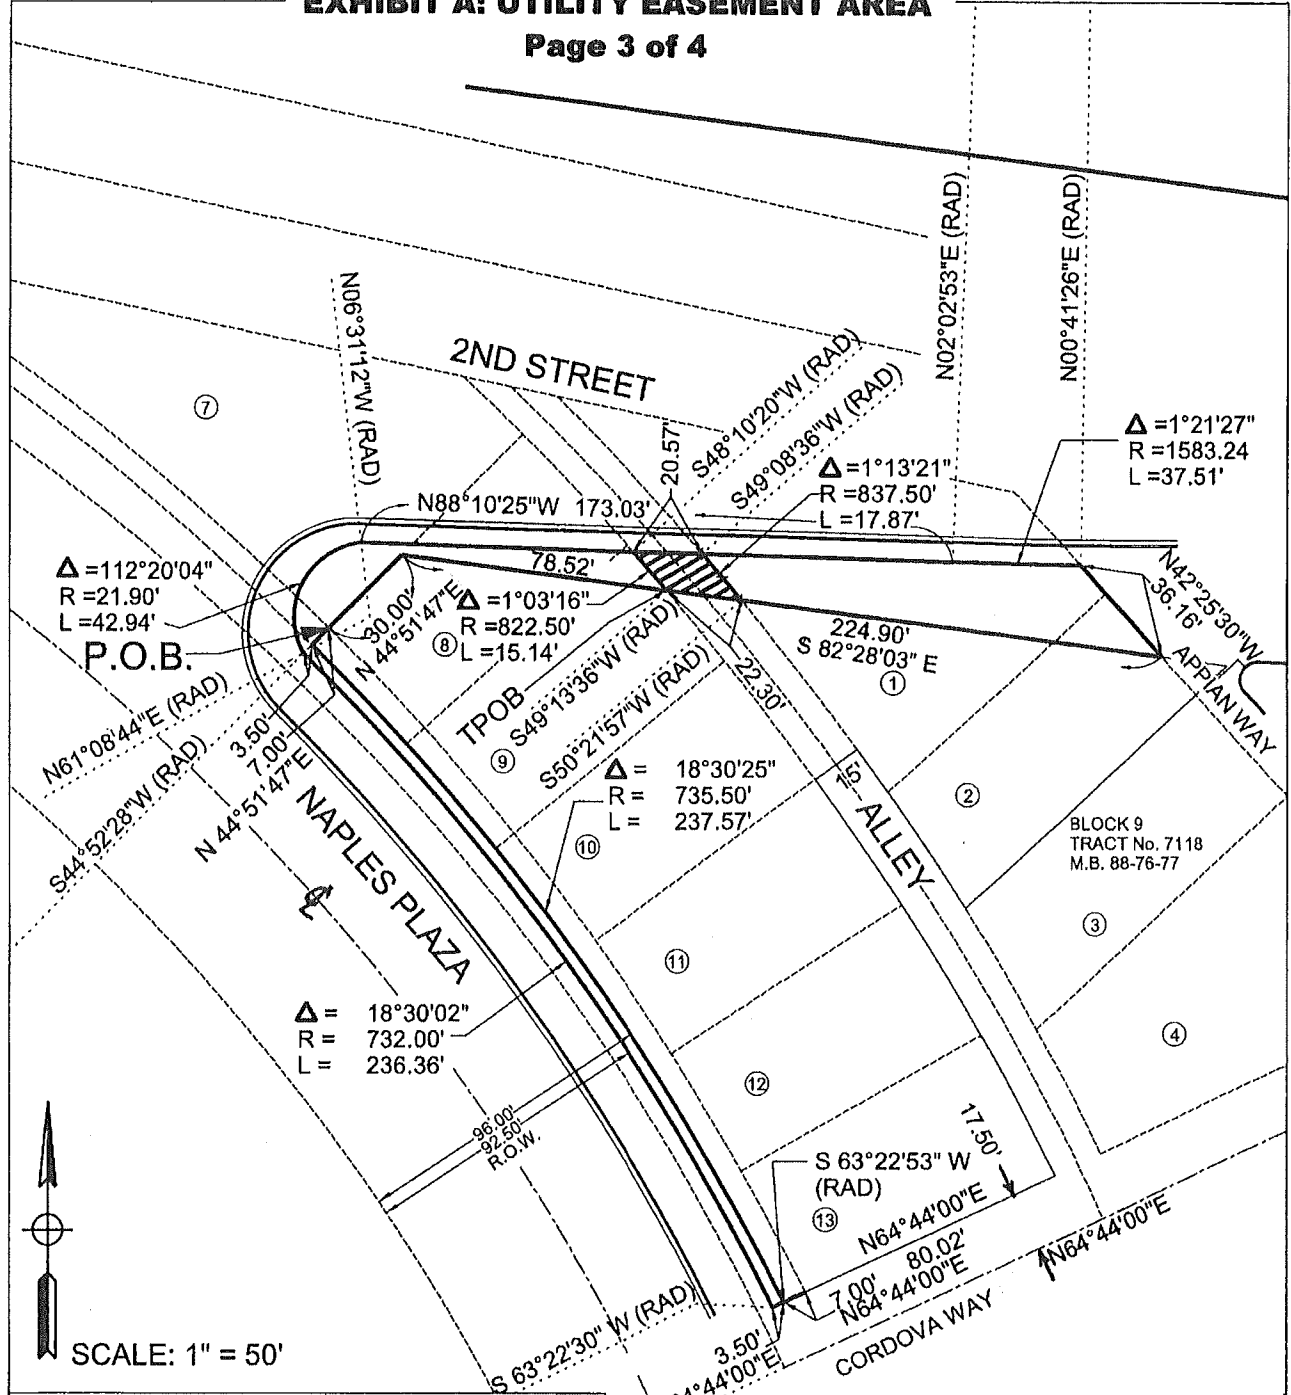 EXHIBIT A: UTILITY EASEMENT AREA
Page 3 of 4
N02°02'53"E (RAD)
N00°41'26"E (RAD)
N06°31'12"W (RAD)
2ND STREET
7
20.57'
S48°10'20"W (RAD)
S49°08'36"W (RAD)
Δ =1°21'27"
R =1583.24
L =37.51'
Δ =1°13'21"
R =837.50'
L =17.87'
N88°10'25"W 173.03'
78.52'
Δ =112°20'04"
R =21.90'
L =42.94'
P.O.B.
30.00'
N 44°51'47"E
Δ =1°03'16"
R =822.50'
L =15.14'
8
N42°25'30"W
36.16'
224.90'
S 82°28'03" E
1
APPIAN WAY
22.30'
TPOB
S49°13'36"W (RAD)
S50°21'57"W (RAD)
9
N61°08'44"E (RAD)
S44°52'28"W (RAD)
3.50'
7.00'
N 44°51'47"E
NAPLES PLAZA
Δ = 18°30'25"
R = 735.50'
L = 237.57'
10
15'
ALLEY
2
BLOCK 9
TRACT No. 7118
M.B. 88-76-77
3
11
Δ = 18°30'02"
R = 732.00'
L = 236.36'
4
12
96.00'
92.50'
R.O.W.
17.50'
S 63°22'53" W
(RAD)
13
N64°44'00"E
80.02'
7.00'
N64°44'00"E
N64°44'00"E
CORDOVA WAY
S 63°22'30" W (RAD)
3.50'
4°44'00"E
SCALE: 1" = 50'